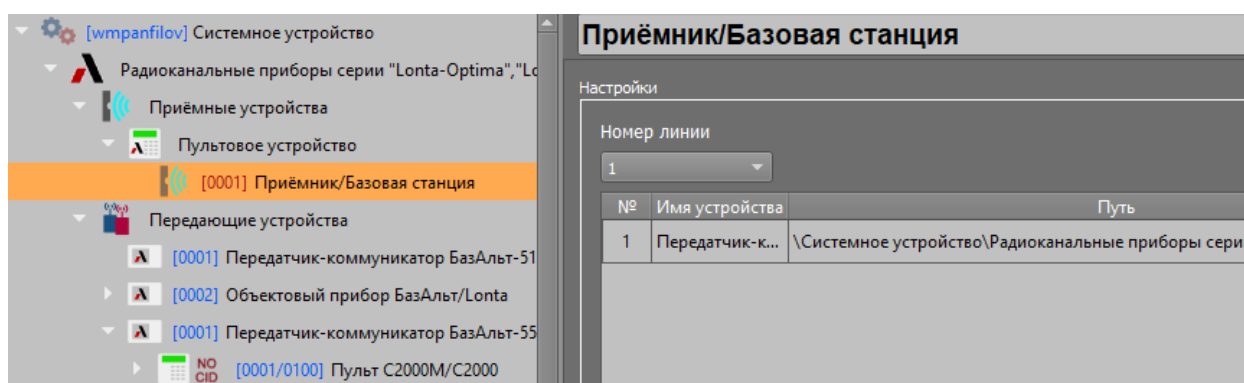 [wmpanfilov] Системное устройство
Радиоканальные приборы серии "Lonta-Optima","Lo
Приёмные устройства
Пультовое устройство
[0001] Приёмник/Базовая станция
Передающие устройства
[0001] Передатчик-коммуникатор БазАльт-51
[0002] Объектовый прибор БазАльт/Lonta
[0001] Передатчик-коммуникатор БазАльт-55
NO
CID
[0001/0100] Пульт С2000М/С2000
Приёмник/Базовая станция
Настройки
Номер линии
1
№ Имя устройства Путь
1 Передатчик-к... \Системное устройство\Радиоканальные приборы сери